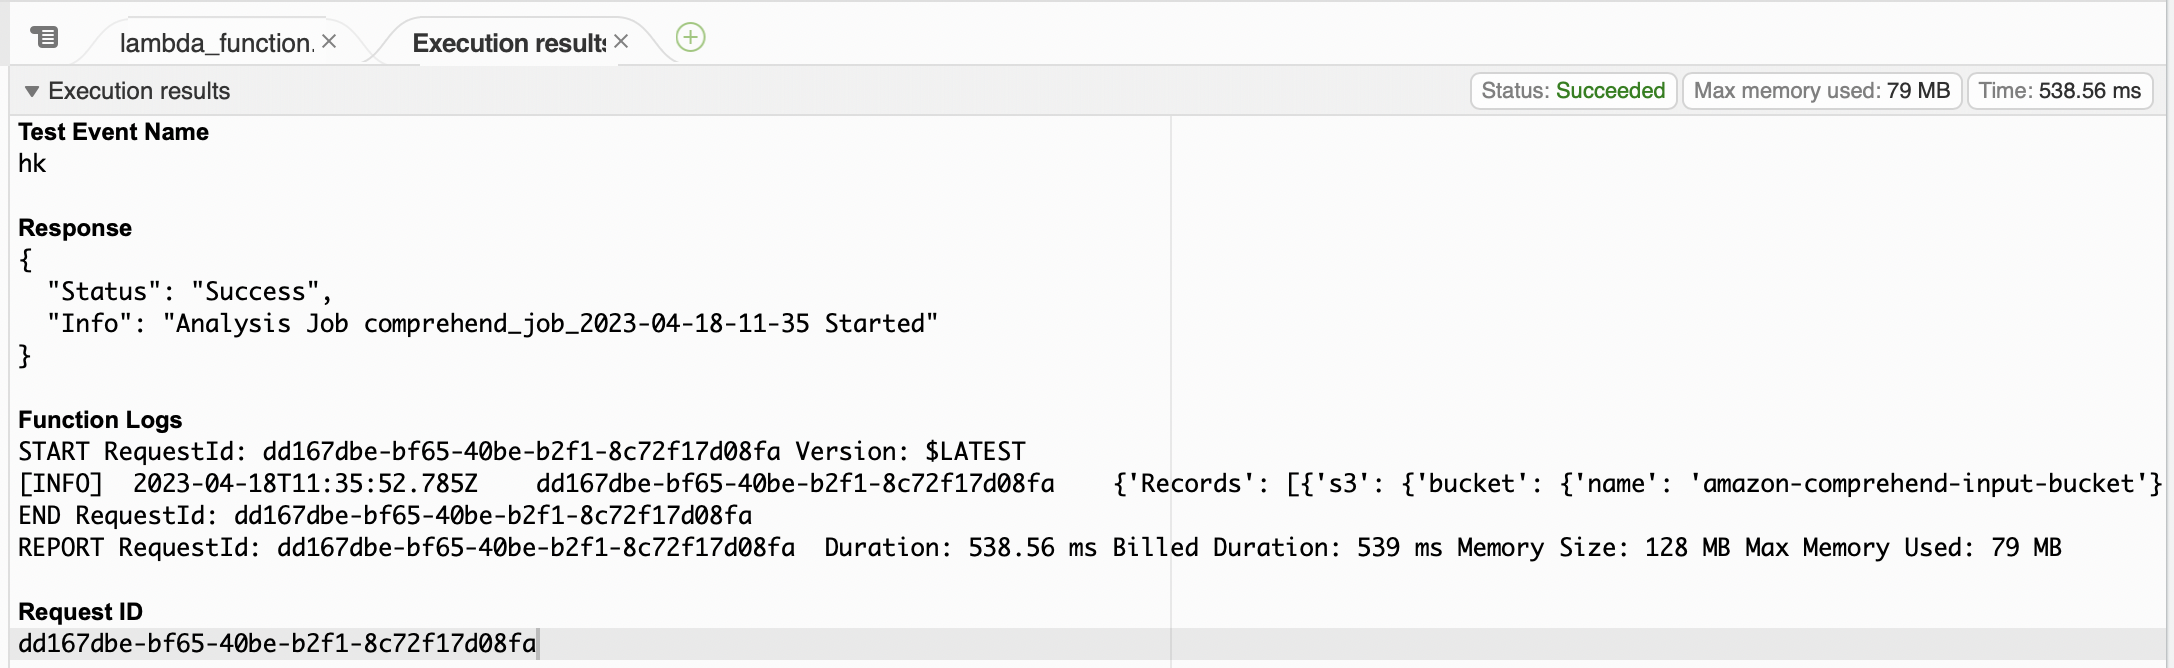 lambda_function.
Execution results
Execution results
Status: Succeeded
Max memory used: 79 MB
Time: 538.56 ms
Test Event Name
hk
Response
{
  "Status": "Success",
  "Info": "Analysis Job comprehend_job_2023-04-18-11-35 Started"
}
Function Logs
START RequestId: dd167dbe-bf65-40be-b2f1-8c72f17d08fa Version: $LATEST
[INFO]  2023-04-18T11:35:52.785Z    dd167dbe-bf65-40be-b2f1-8c72f17d08fa    {'Records': [{'s3': {'bucket': {'name': 'amazon-comprehend-input-bucket'}
END RequestId: dd167dbe-bf65-40be-b2f1-8c72f17d08fa
REPORT RequestId: dd167dbe-bf65-40be-b2f1-8c72f17d08fa  Duration: 538.56 ms Billed Duration: 539 ms Memory Size: 128 MB Max Memory Used: 79 MB
Request ID
dd167dbe-bf65-40be-b2f1-8c72f17d08fa